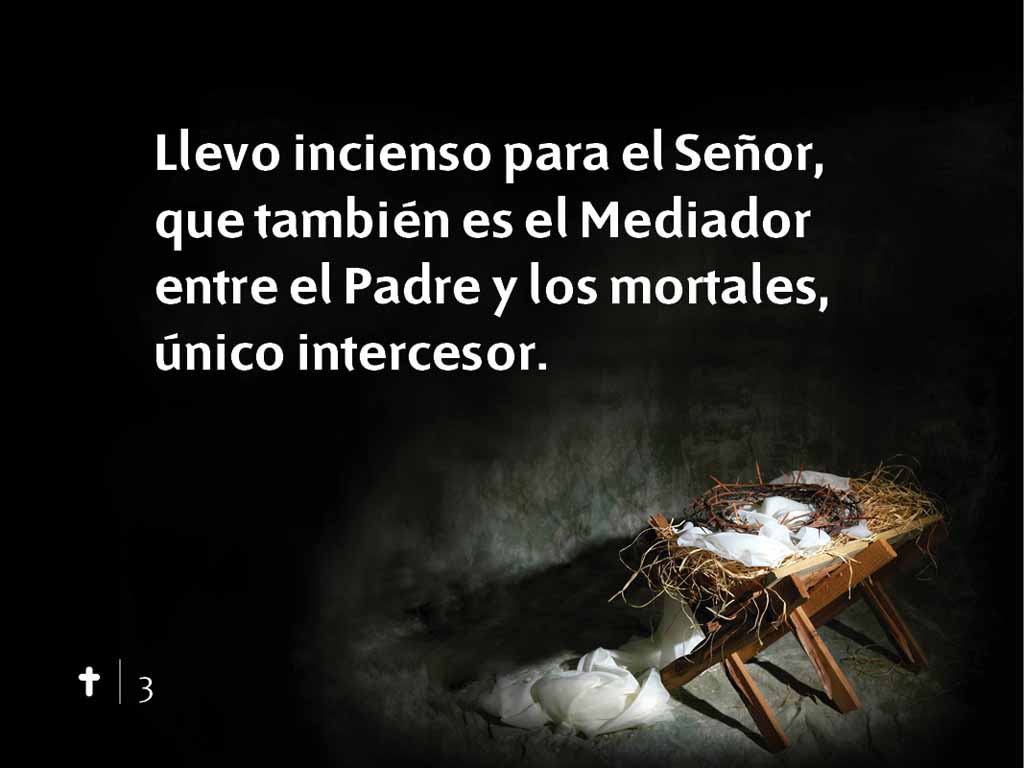 Llevo incienso para el Señor,
que también es el Mediador
entre el Padre y los mortales,
único intercesor.
3